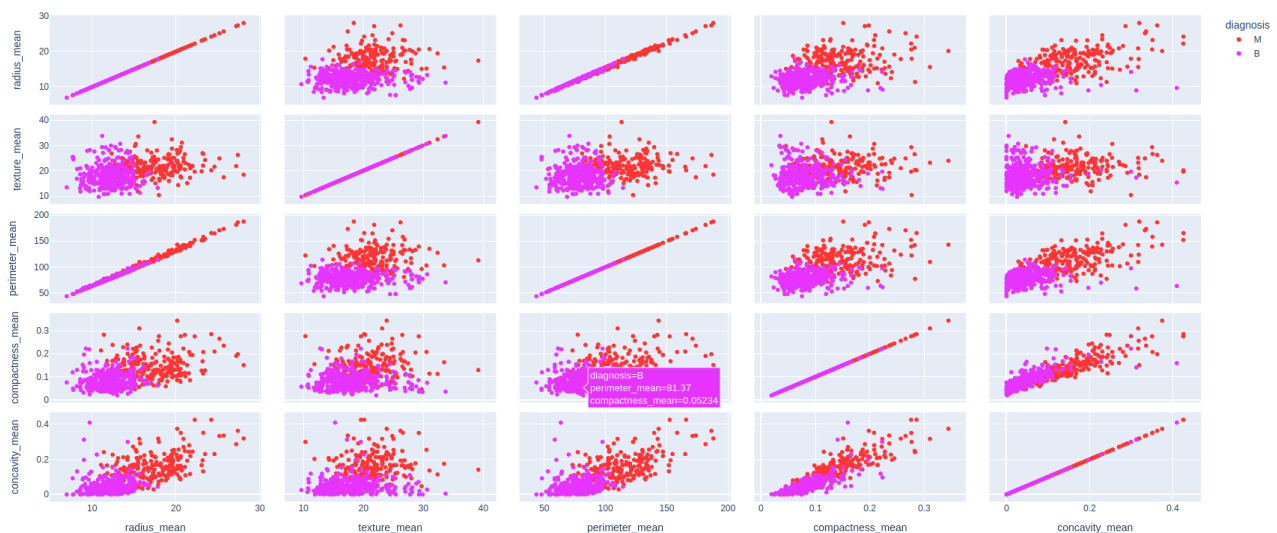 diagnosis
M
B
radius_mean
30
20
10
texture_mean
40
30
20
10
perimeter_mean
200
150
100
50
compactness_mean
0.3
0.2
0.1
0
diagnosis=B
perimeter_mean=81.37
compactness_mean=0.05234
concavity_mean
0.4
0.2
0
10 20 30
10 20 30 40
50 100 150 200
0 0.1 0.2 0.3
0 0.2 0.4
radius_mean texture_mean perimeter_mean compactness_mean concavity_mean